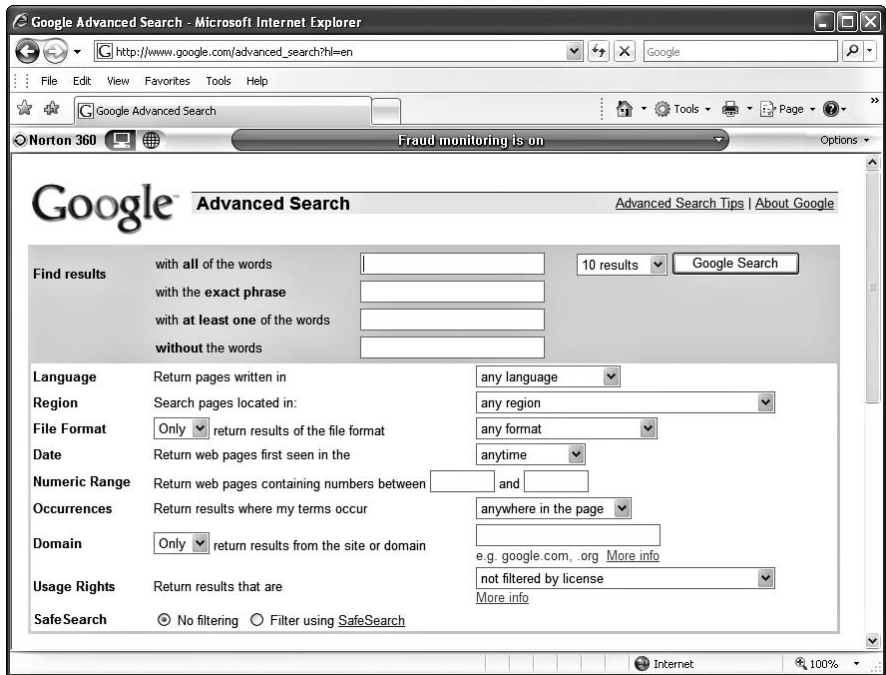 Google Advanced Search - Microsoft Internet Explorer
http://www.google.com/advanced_search?hl=en Google
File Edit View Favorites Tools Help
Google Advanced Search Tools Page »
Norton 360 Fraud monitoring is on Options
Google™ Advanced Search Advanced Search Tips | About Google
Find results with all of the words 10 results Google Search
with the exact phrase
with at least one of the words
without the words
Language Return pages written in any language
Region Search pages located in: any region
File Format Only return results of the file format any format
Date Return web pages first seen in the anytime
Numeric Range Return web pages containing numbers between and
Occurrences Return results where my terms occur anywhere in the page
Domain Only return results from the site or domain
e.g. google.com, .org More info
Usage Rights Return results that are not filtered by license
More info
SafeSearch No filtering Filter using SafeSearch
Internet 100%